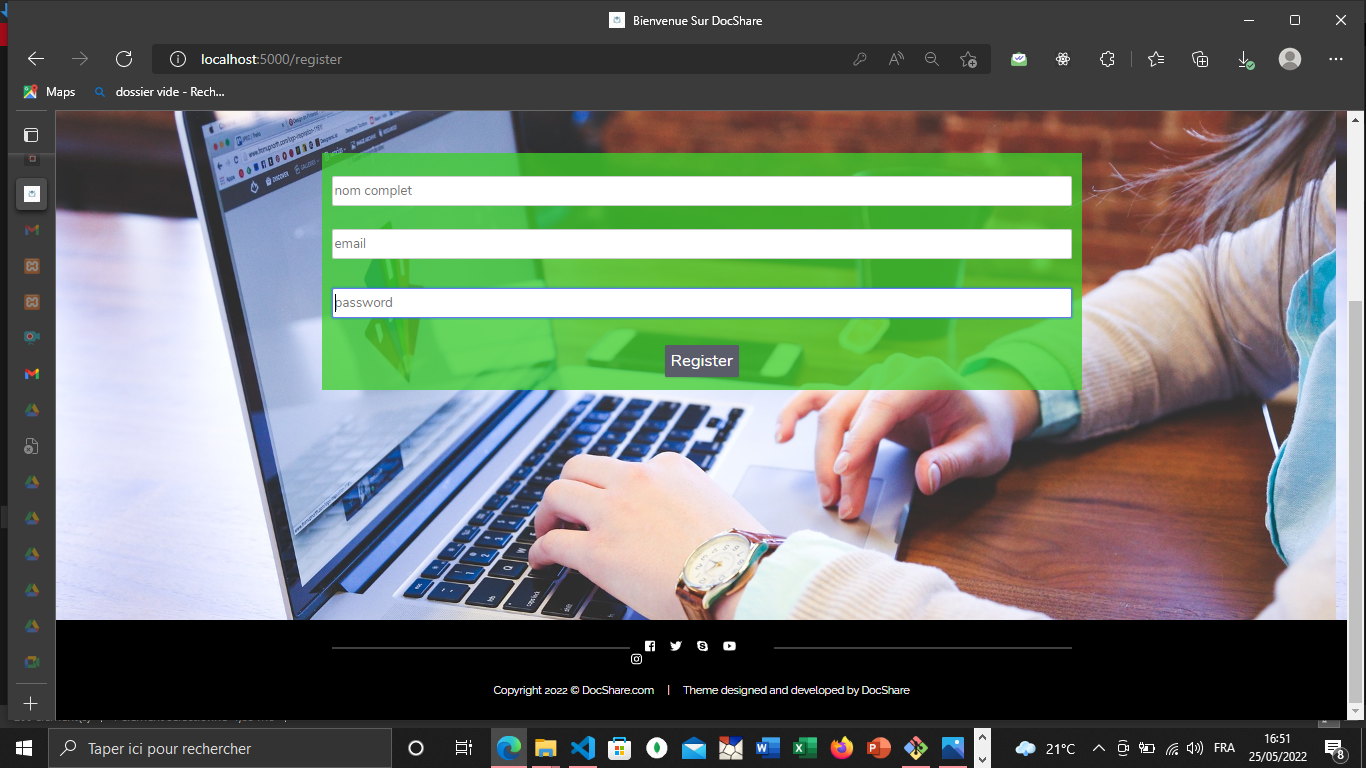 Bienvenue Sur DocShare
localhost:5000/register
Maps
dossier vide - Rech...
nom complet
email
password
Register
Copyright 2022 © DocShare.com | Theme designed and developed by DocShare
Taper ici pour rechercher
21°C
FRA
16:51
25/05/2022
8